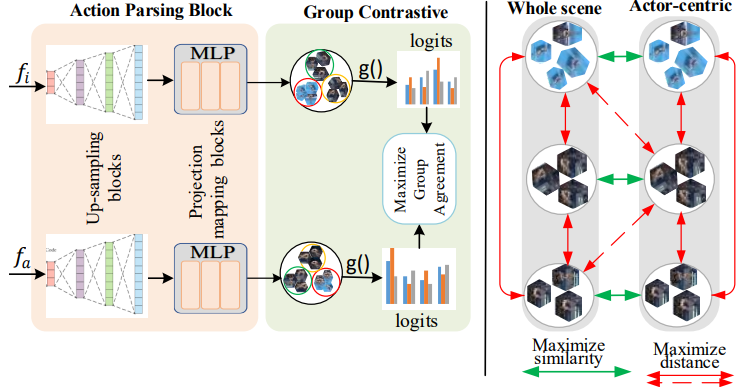 Action Parsing Block
Group Contrastive
Whole scene
Actor-centric
MLP
logits
f_i
g()
Up-sampling
blocks
Projection
mapping blocks
Maximize
Group
Agreement
Code
MLP
f_a
g()
logits
Maximize
similarity
Maximize
distance